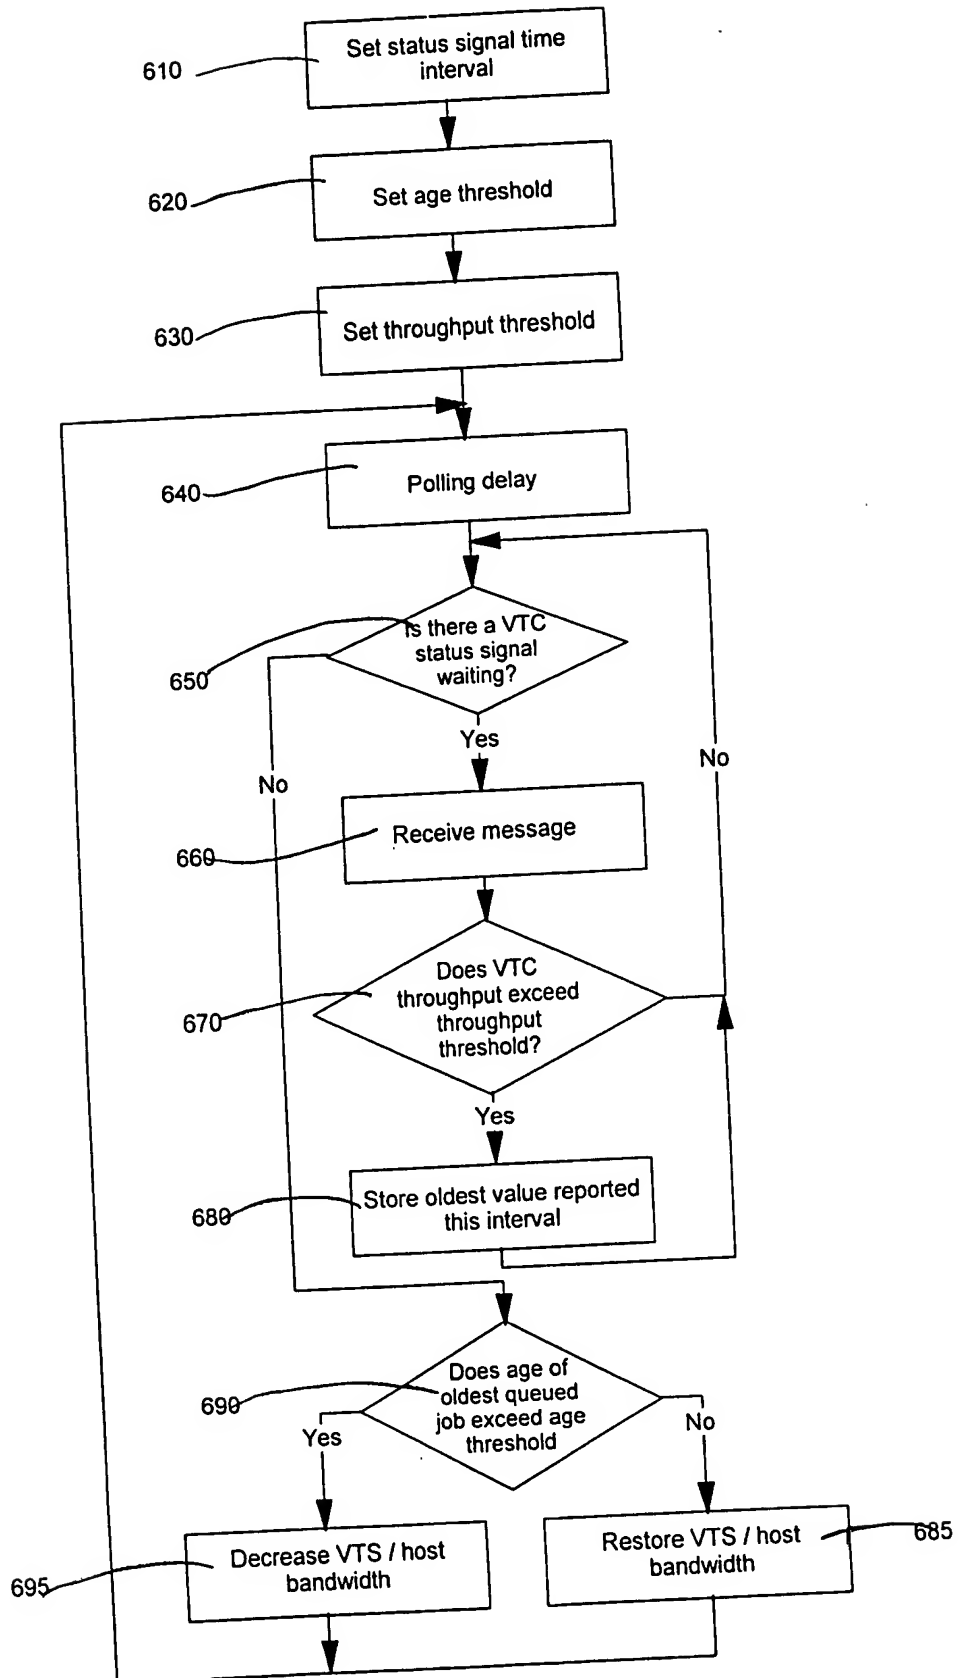 610
Set status signal time
interval
620
Set age threshold
630
Set throughput threshold
640
Polling delay
650
Is there a VTC
status signal
waiting?
No
Yes
No
660
Receive message
670
Does VTC
throughput exceed
throughput
threshold?
Yes
680
Store oldest value reported
this interval
690
Does age of
oldest queued
job exceed age
threshold
Yes
No
695
Decrease VTS / host
bandwidth
Restore VTS / host
bandwidth
685